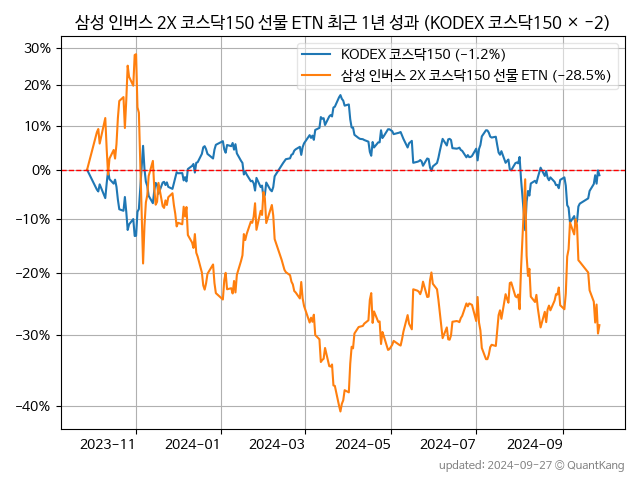 삼성 인버스 2X 코스닥150 선물 ETN 최근 1년 성과 (KODEX 코스닥150 × -2)
KODEX 코스닥150 (-1.2%)
삼성 인버스 2X 코스닥150 선물 ETN (-28.5%)
30%
20%
10%
0%
-10%
-20%
-30%
-40%
2023-11 2024-01 2024-03 2024-05 2024-07 2024-09
updated: 2024-09-27 © QuantKang